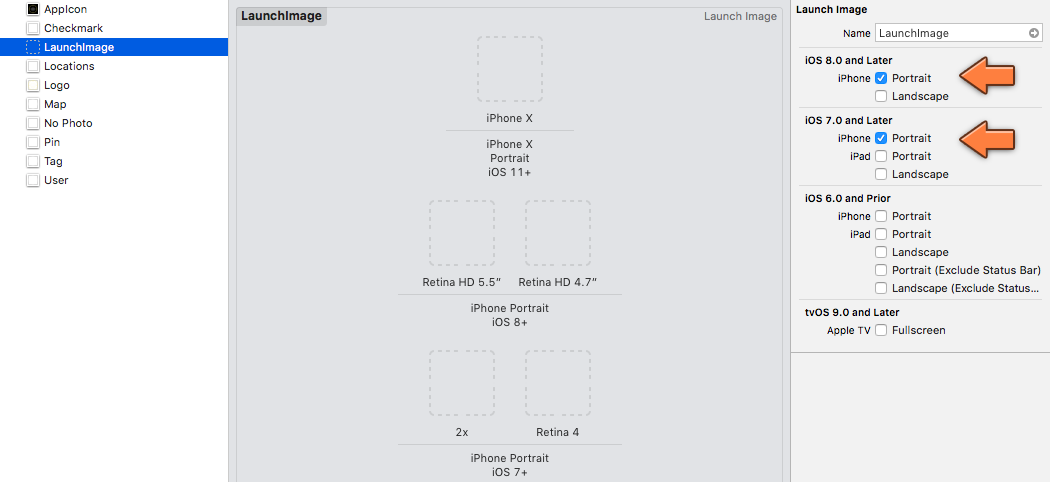 AppIcon
Checkmark
LaunchImage
Locations
Logo
Map
No Photo
Pin
Tag
User
LaunchImage
Launch Image
iPhone X
iPhone X
Portrait
iOS 11+
Retina HD 5.5″ Retina HD 4.7″
iPhone Portrait
iOS 8+
2x Retina 4
iPhone Portrait
iOS 7+
Launch Image
Name LaunchImage
iOS 8.0 and Later
iPhone Portrait
Landscape
iOS 7.0 and Later
iPhone Portrait
iPad Portrait
Landscape
iOS 6.0 and Prior
iPhone Portrait
iPad Portrait
Landscape
Portrait (Exclude Status Bar)
Landscape (Exclude Status...
tvOS 9.0 and Later
Apple TV Fullscreen